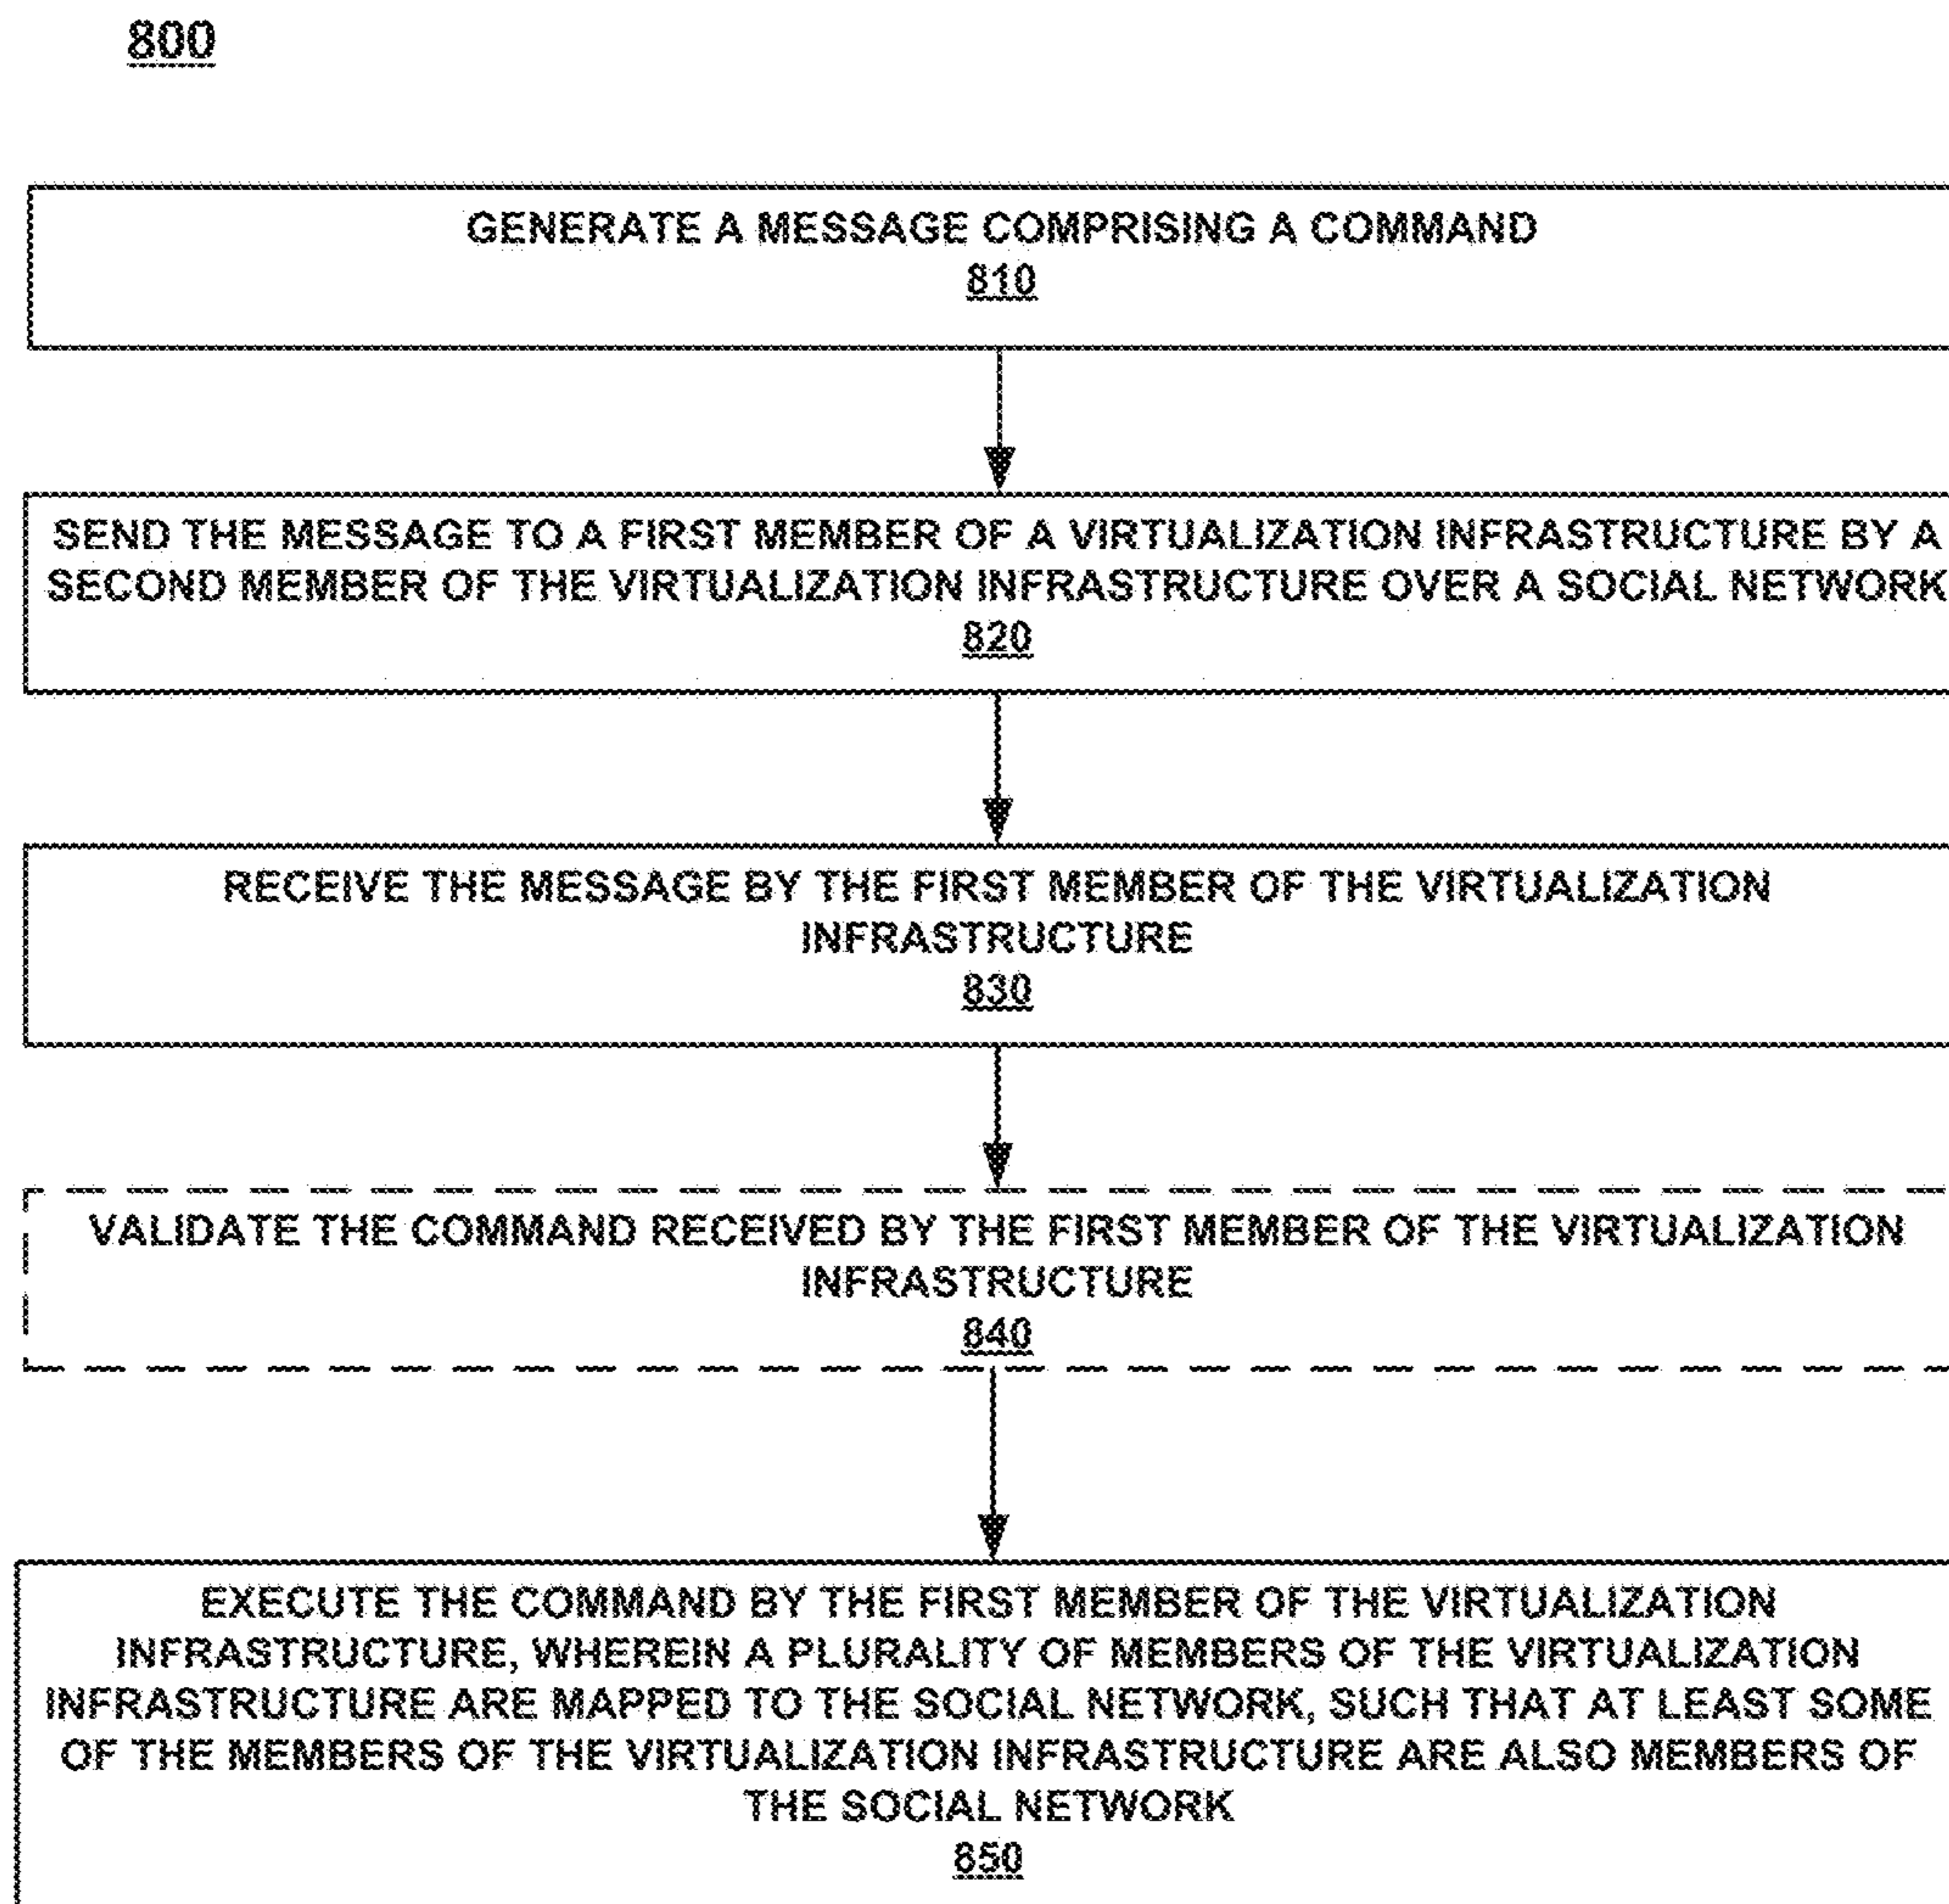 800
GENERATE A MESSAGE COMPRISING A COMMAND
810
SEND THE MESSAGE TO A FIRST MEMBER OF A VIRTUALIZATION INFRASTRUCTURE BY A
SECOND MEMBER OF THE VIRTUALIZATION INFRASTRUCTURE OVER A SOCIAL NETWORK
820
RECEIVE THE MESSAGE BY THE FIRST MEMBER OF THE VIRTUALIZATION
INFRASTRUCTURE
830
VALIDATE THE COMMAND RECEIVED BY THE FIRST MEMBER OF THE VIRTUALIZATION
INFRASTRUCTURE
840
EXECUTE THE COMMAND BY THE FIRST MEMBER OF THE VIRTUALIZATION
INFRASTRUCTURE, WHEREIN A PLURALITY OF MEMBERS OF THE VIRTUALIZATION
INFRASTRUCTURE ARE MAPPED TO THE SOCIAL NETWORK, SUCH THAT AT LEAST SOME
OF THE MEMBERS OF THE VIRTUALIZATION INFRASTRUCTURE ARE ALSO MEMBERS OF
THE SOCIAL NETWORK
850